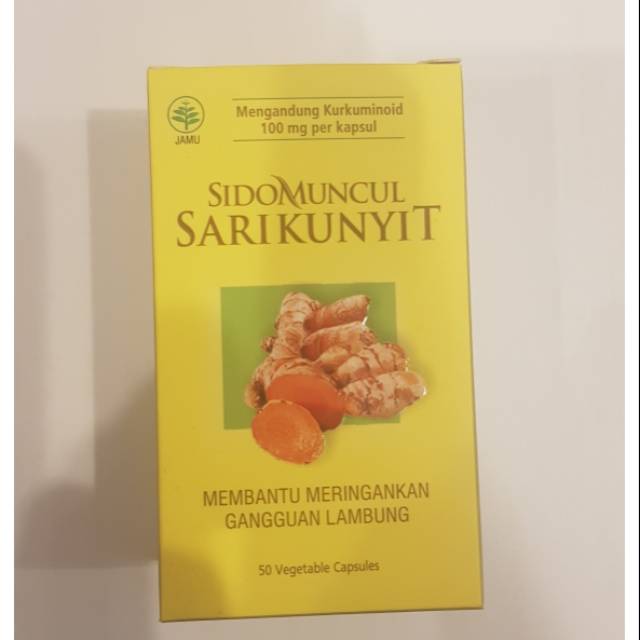 JAMU
Mengandung Kurkuminoid
100 mg per kapsul
SIDOMUNCUL
SARIKUNYIT
MEMBANTU MERINGANKAN
GANGGUAN LAMBUNG
50 Vegetable Capsules